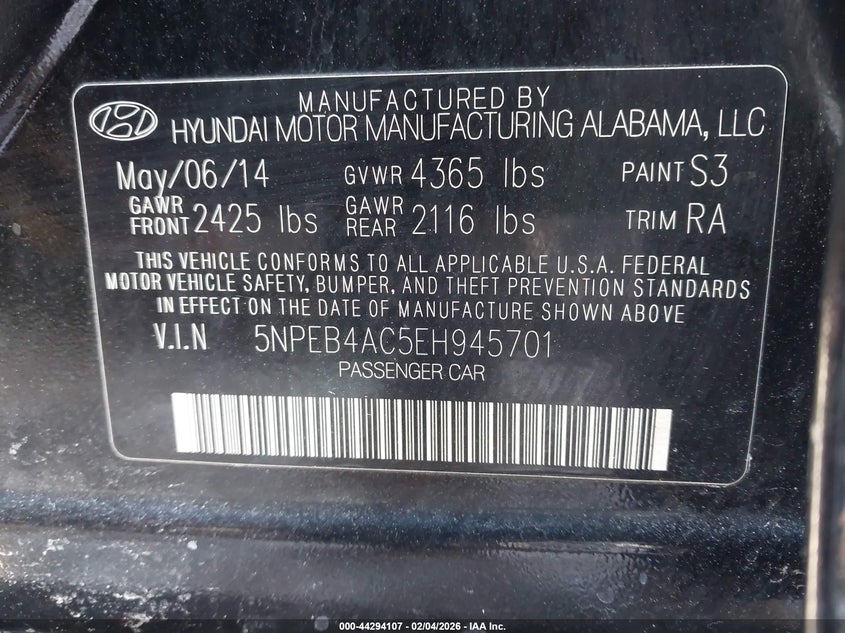 MANUFACTURED BY
HYUNDAI MOTOR MANUFACTURING ALABAMA, LLC
May/06/14 GVWR 4365 lbs PAINT S3
GAWR FRONT 2425 lbs GAWR REAR 2116 lbs TRIM RA
THIS VEHICLE CONFORMS TO ALL APPLICABLE U.S.A. FEDERAL
MOTOR VEHICLE SAFETY, BUMPER, AND THEFT PREVENTION STANDARDS
IN EFFECT ON THE DATE OF MANUFACTURE SHOWN ABOVE
V.I.N 5NPEB4AC5EH945701
PASSENGER CAR
000-44294107 - 02/04/2026 - IAA Inc.